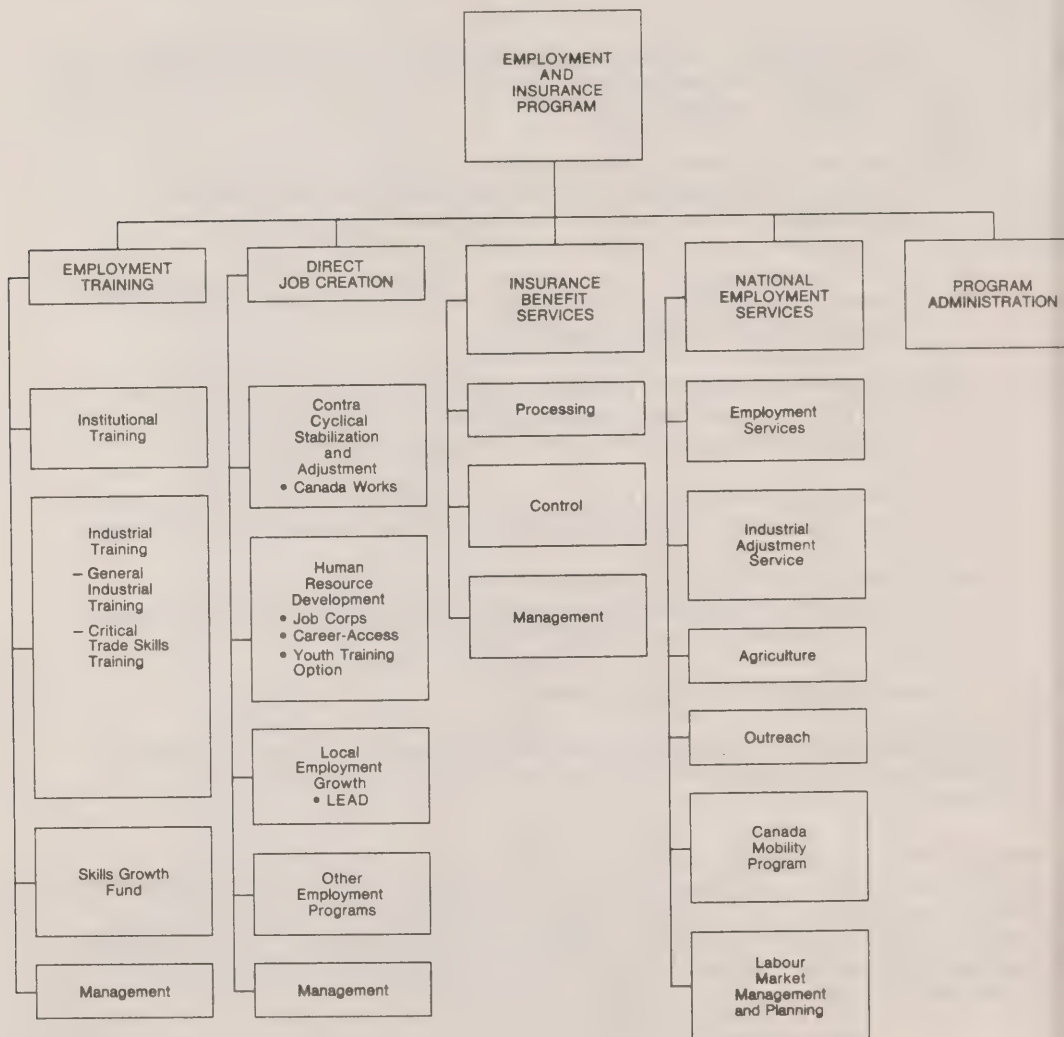 EMPLOYMENT
AND
INSURANCE
PROGRAM
EMPLOYMENT
TRAINING
Institutional
Training
Industrial
Training
– General
Industrial
Training
– Critical
Trade Skills
Training
Skills Growth
Fund
Management
DIRECT
JOB CREATION
Contra
Cyclical
Stabilization
and
Adjustment
• Canada Works
Human
Resource
Development
• Job Corps
• Career-Access
• Youth Training
Option
Local
Employment
Growth
• LEAD
Other
Employment
Programs
Management
INSURANCE
BENEFIT
SERVICES
Processing
Control
Management
NATIONAL
EMPLOYMENT
SERVICES
Employment
Services
Industrial
Adjustment
Service
Agriculture
Outreach
Canada
Mobility
Program
Labour
Market
Management
and Planning
PROGRAM
ADMINISTRATION